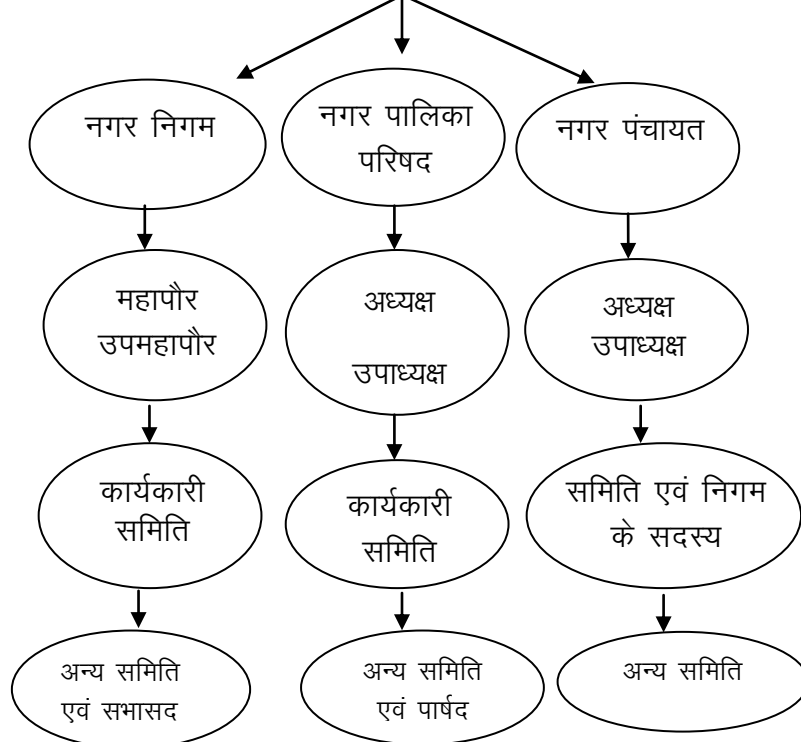 नगर निगम
नगर पालिका
परिषद
नगर पंचायत
महापौर
उपमहापौर
अध्यक्ष
उपाध्यक्ष
अध्यक्ष
उपाध्यक्ष
कार्यकारी
समिति
कार्यकारी
समिति
समिति एवं निगम
के सदस्य
अन्य समिति
एवं सभासद
अन्य समिति
एवं पार्षद
अन्य समिति